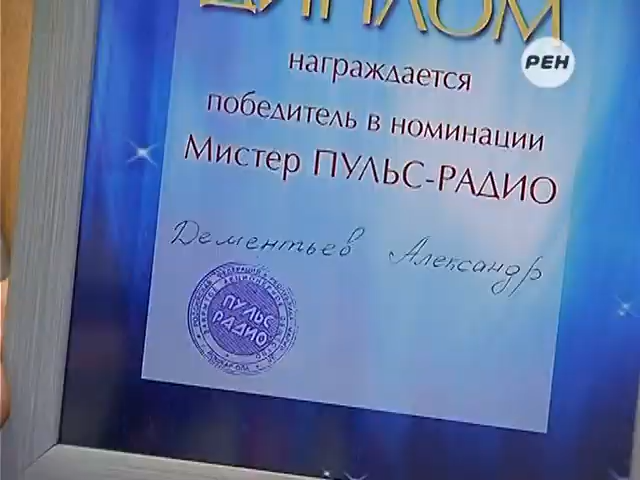 ДИПЛОМ
РЕН
награждается
победитель в номинации
Мистер ПУЛЬС-РАДИО
Дементьев Александр
ПУЛЬС
РАДИО